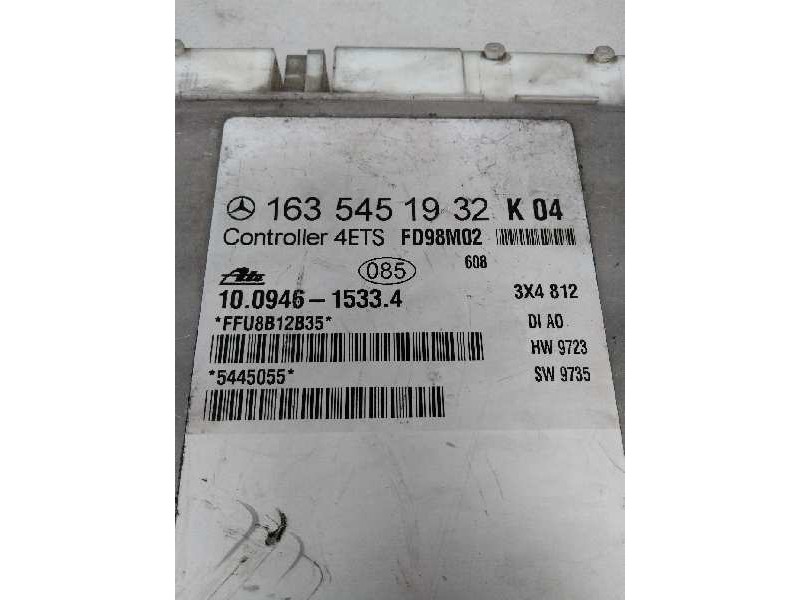 163 545 19 32 K 04
Controller 4ETS FD98M02
608
Ate 085
10.0946-1533.4 3X4 812
*FFU8B12B35* DI AO
HW 9723
*5445055* SW 9735